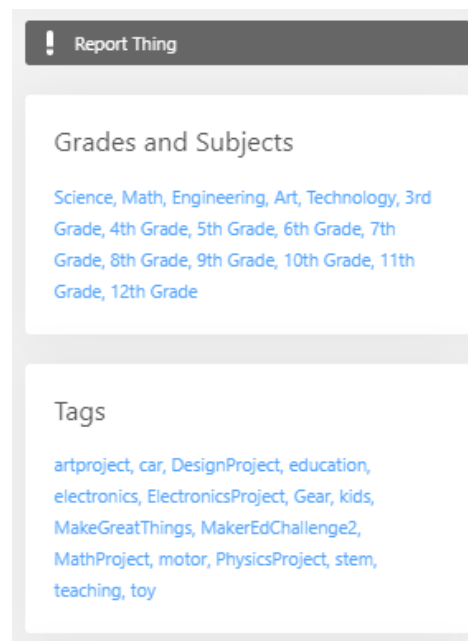 Report Thing
Grades and Subjects
Science, Math, Engineering, Art, Technology, 3rd
Grade, 4th Grade, 5th Grade, 6th Grade, 7th
Grade, 8th Grade, 9th Grade, 10th Grade, 11th
Grade, 12th Grade
Tags
artproject, car, DesignProject, education,
electronics, ElectronicsProject, Gear, kids,
MakeGreatThings, MakerEdChallenge2,
MathProject, motor, PhysicsProject, stem,
teaching, toy